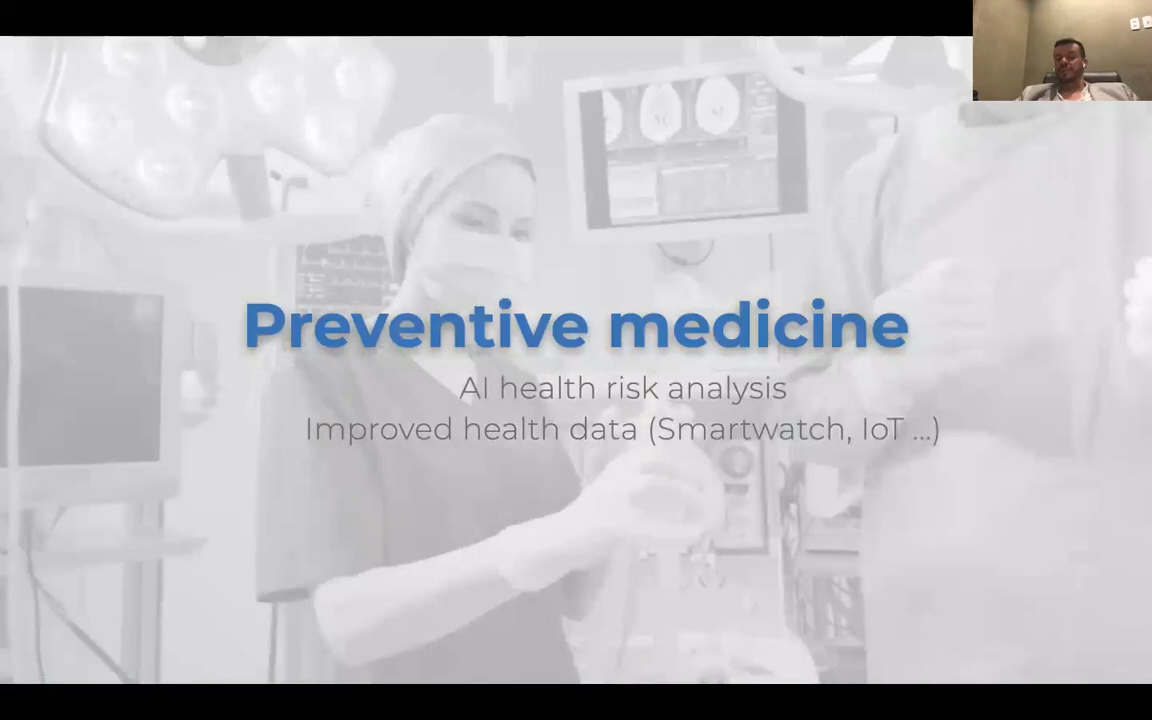 Preventive medicine
AI health risk analysis
Improved health data (Smartwatch, IoT ...)